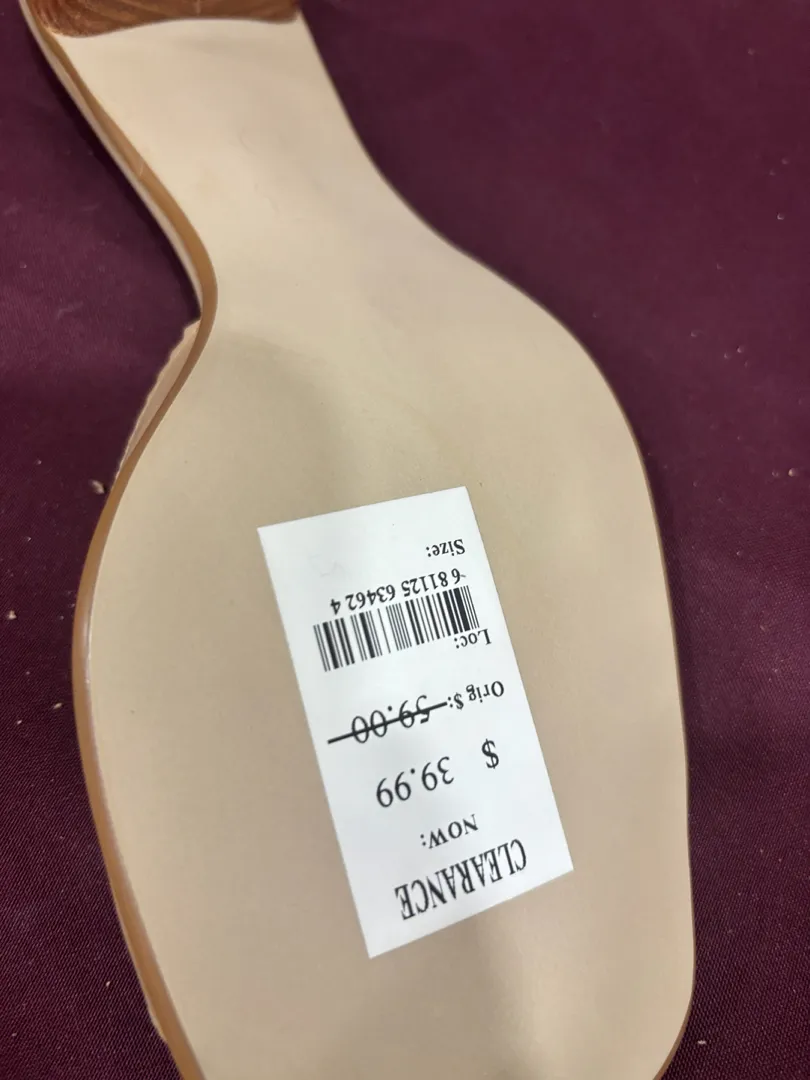 CLEARANCE
NOW:
$ 39.99
Orig $: 59.00
Loc:
6 81125 63462 4
Size: